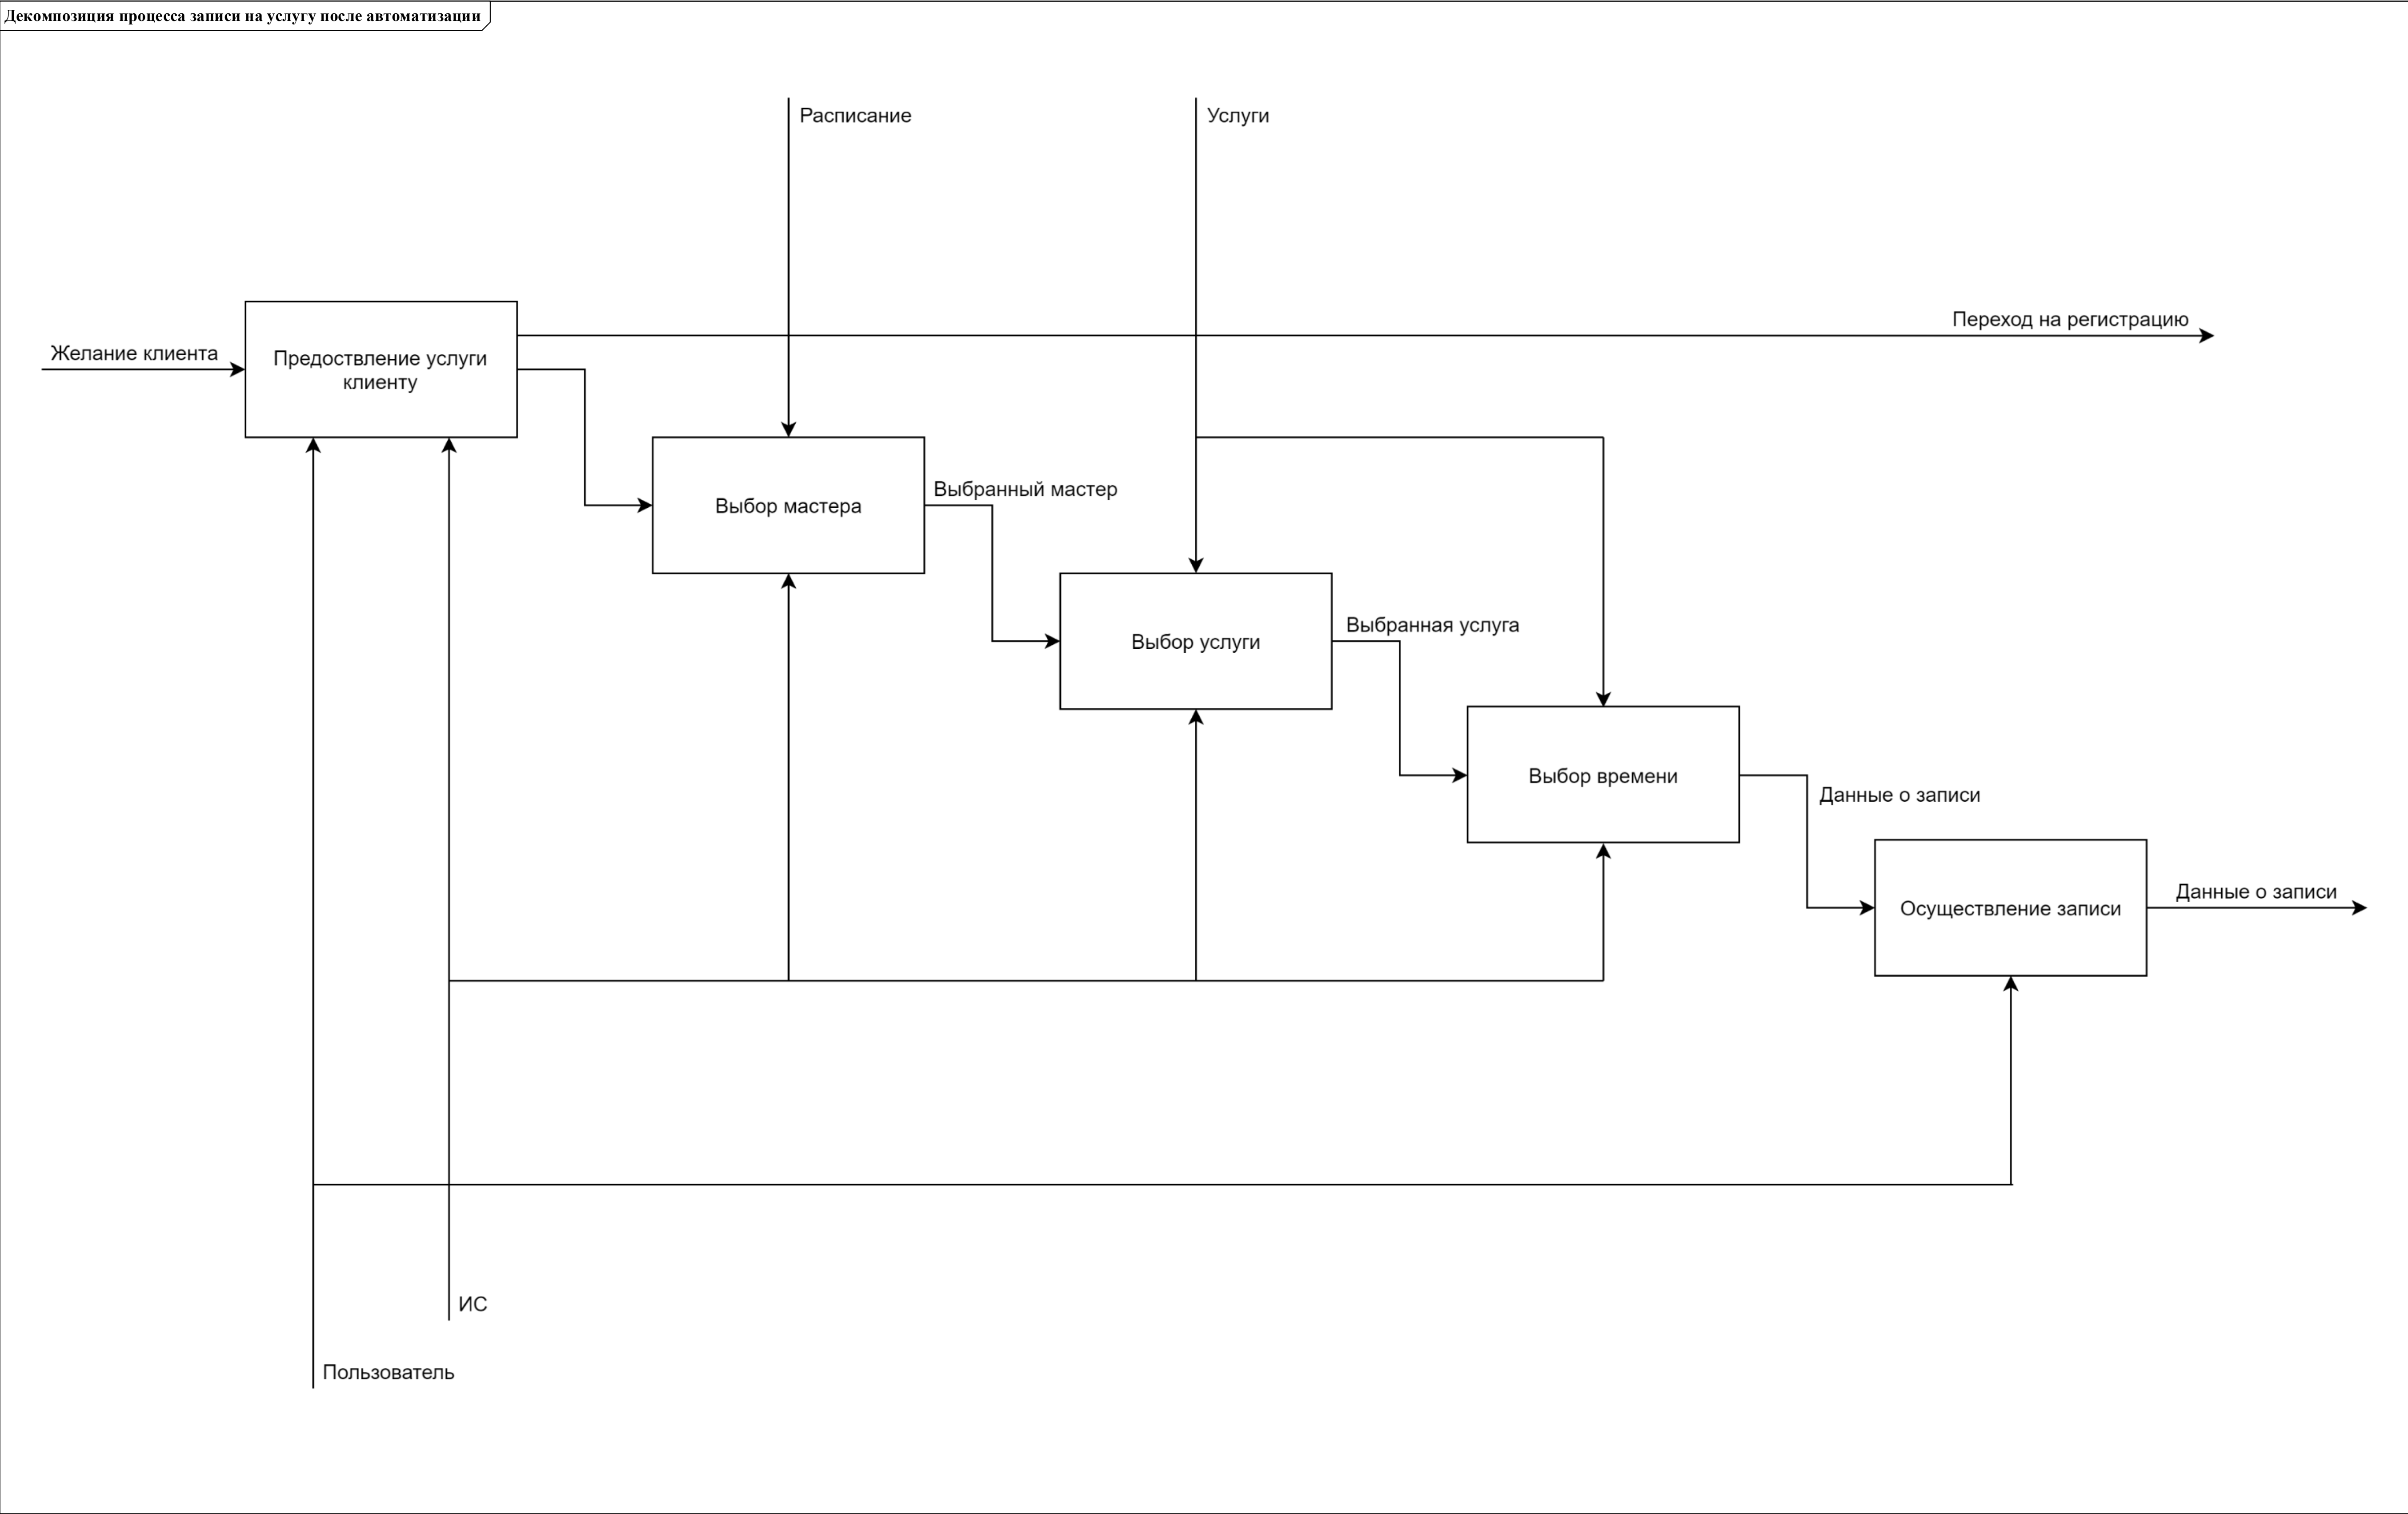 Декомпозиция процесса записи на услугу после автоматизации
Расписание
Услуги
Переход на регистрацию
Желание клиента
Предоствление услуги
клиенту
Выбранный мастер
Выбор мастера
Выбранная услуга
Выбор услуги
Выбор времени
Данные о записи
Данные о записи
Осуществление записи
ИС
Пользователь